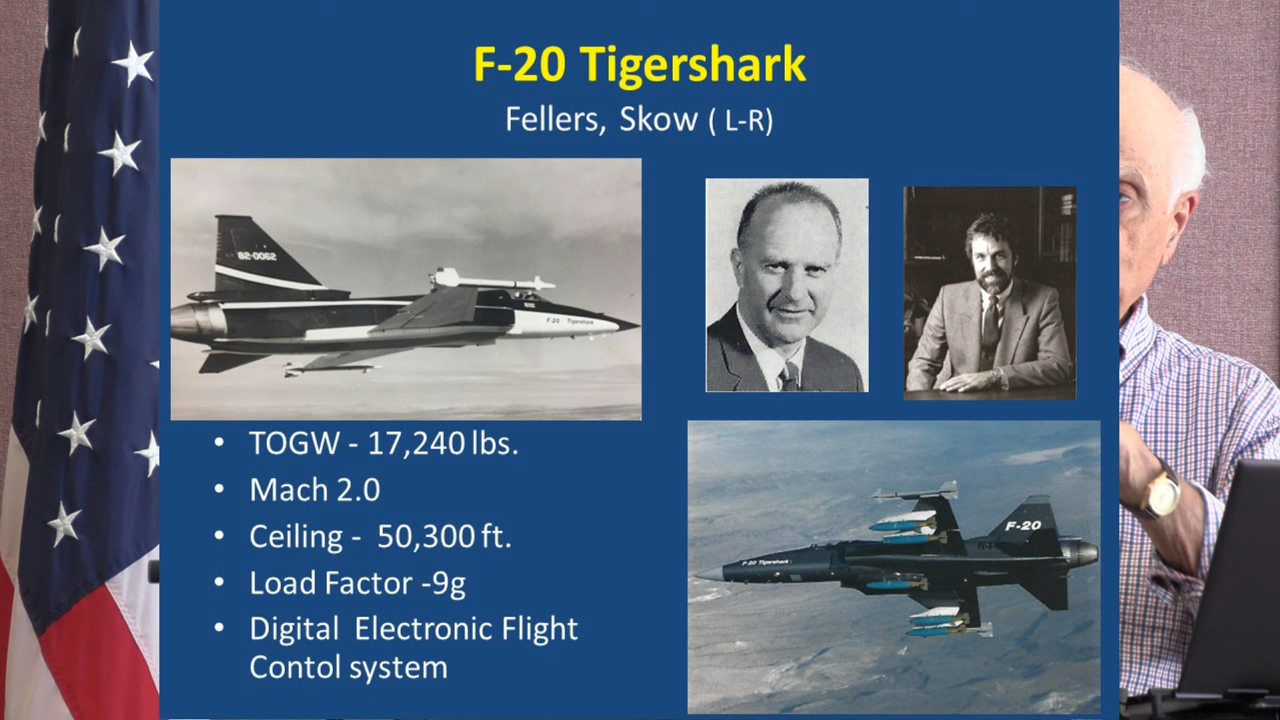 F-20 Tigershark
Fellers, Skow ( L-R)
82-0062
F-20 Tigershark
• TOGW - 17,240 lbs.
• Mach 2.0
• Ceiling - 50,300 ft.
• Load Factor -9g
• Digital Electronic Flight
Contol system
F-20
F-20 Tigershark